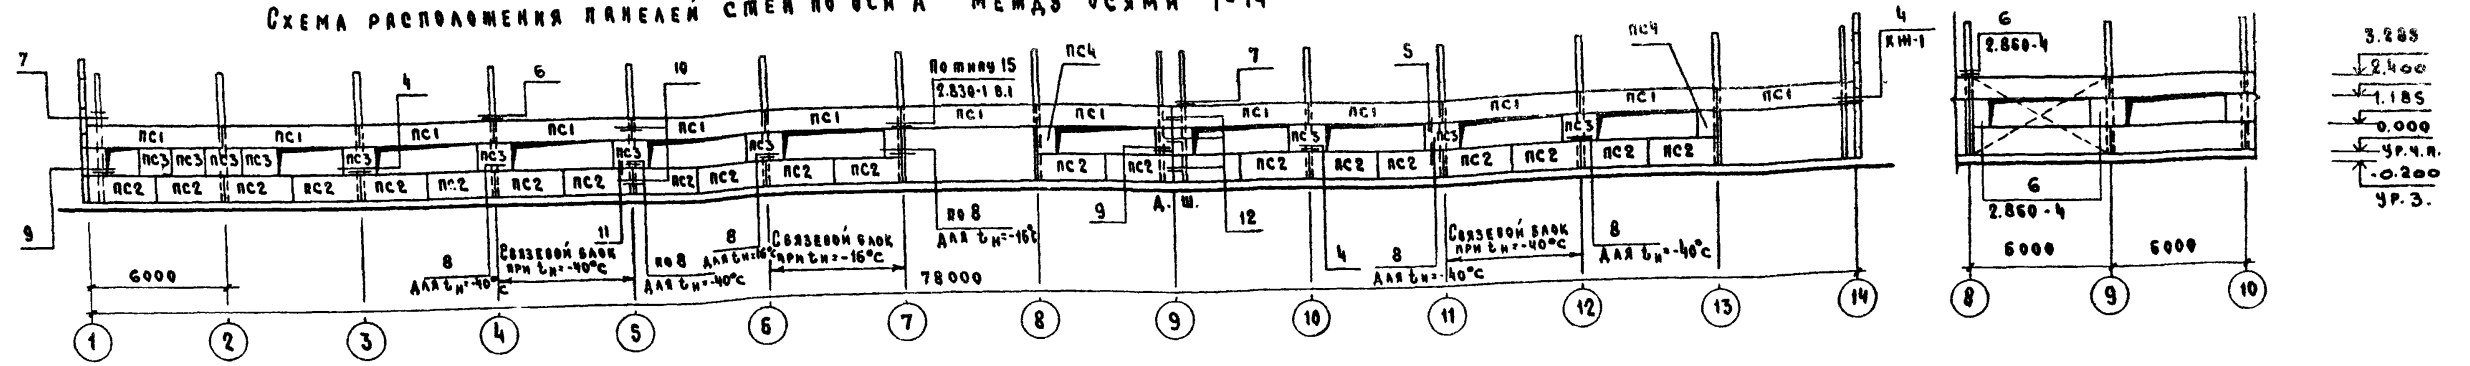 Схема расположения панелей стен по оси А между осями 1-14
7
4
6
10
По типу 15
2.830-1 в.1
ПС4
7
5
ПС4
4
КЖ-1
6
2.860-4
3.285
2.400
1.185
0.000
УР.Ч.П.
-0.200
УР.З.
ПС1 ПС1 ПС1 ПС1 ПС1 ПС1 ПС1 ПС1 ПС1 ПС1 ПС1 ПС1 ПС1
ПС3 ПС3 ПС3 ПС3 ПС3 ПС3 ПС3 ПС3 ПС3 ПС3 ПС3
ПС2 ПС2 ПС2 ПС2 ПС2 ПС2 ПС2 ПС2 ПС2 ПС2 ПС2 ПС2 ПС2 ПС2 ПС2 ПС2 ПС2 ПС2 ПС2 ПС2 ПС2
9
11
9
Д. Ш.
12
6
2.860-4
8
для tн=-40°С
Связевой блок
при tн=-40°С
по 8
для tн=-40°С
8
для tн=-16°С
Связевой блок
при tн=-16°С
по 8
для tн=-16°С
4
8
для tн=-40°С
Связевой блок
при tн=-40°С
8
для tн=-40°С
6000
78000
6000 6000
1 2 3 4 5 6 7 8 9 10 11 12 13 14
8 9 10